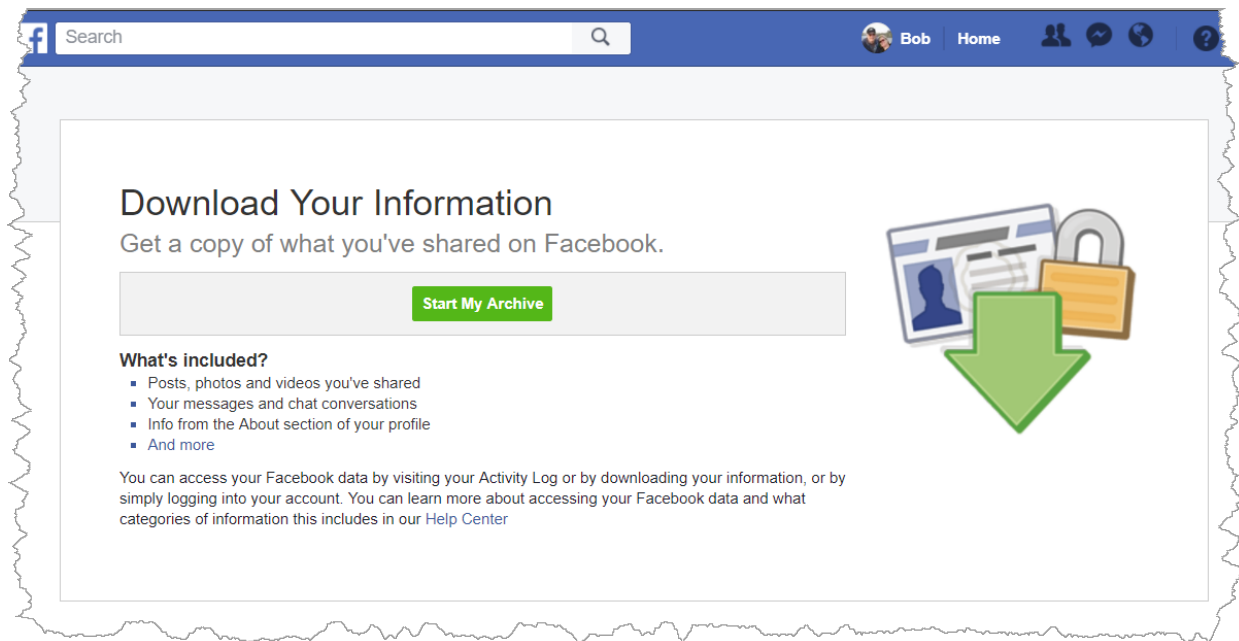 f Search Bob Home ?
Download Your Information
Get a copy of what you've shared on Facebook.
Start My Archive
What's included?
Posts, photos and videos you've shared
Your messages and chat conversations
Info from the About section of your profile
And more
You can access your Facebook data by visiting your Activity Log or by downloading your information, or by
simply logging into your account. You can learn more about accessing your Facebook data and what
categories of information this includes in our Help Center